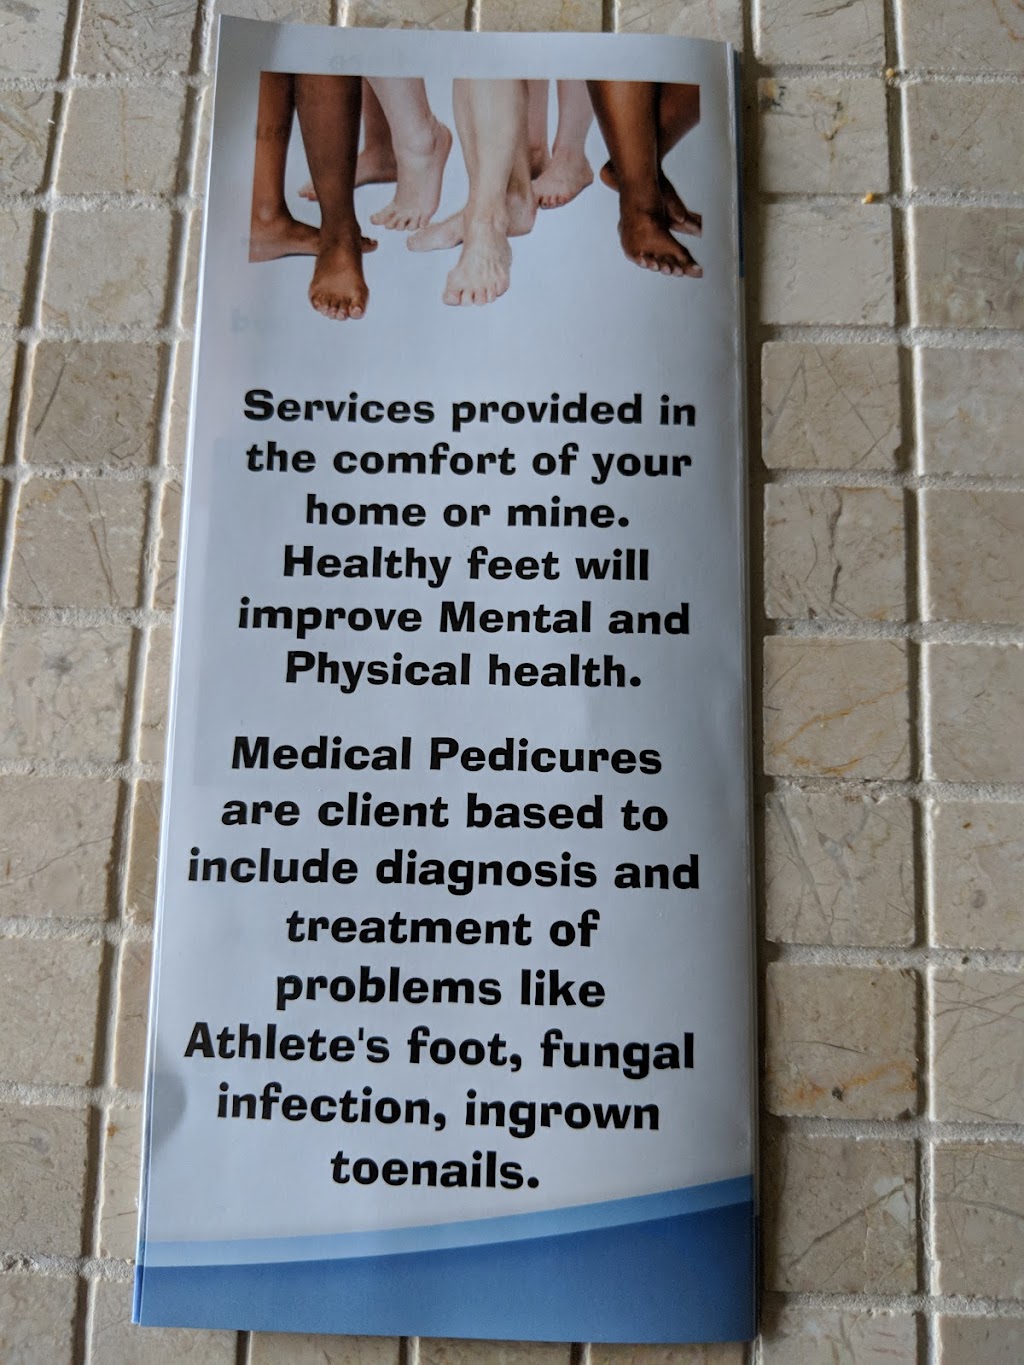 Services provided in
the comfort of your
home or mine.
Healthy feet will
improve Mental and
Physical health.
Medical Pedicures
are client based to
include diagnosis and
treatment of
problems like
Athlete's foot, fungal
infection, ingrown
toenails.